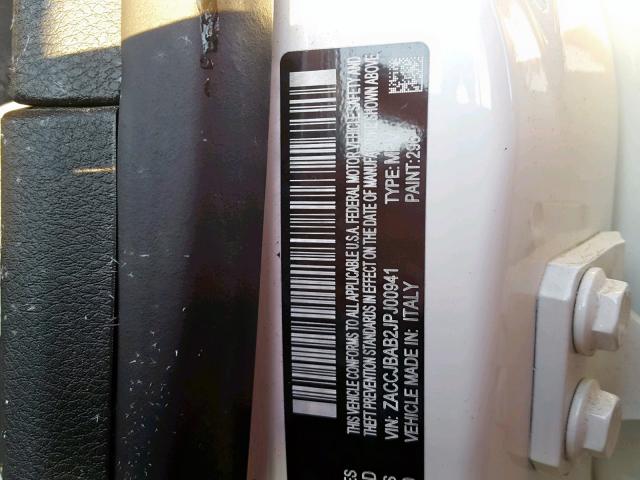 THIS VEHICLE CONFORMS TO ALL APPLICABLE U.S.A. FEDERAL MOTOR VEHICLE SAFETY AND
THEFT PREVENTION STANDARDS IN EFFECT ON THE DATE OF MANUFACTURE SHOWN ABOVE
VIN: ZACCJBAB2JPJ00941 TYPE:
VEHICLE MADE IN: ITALY PAINT: